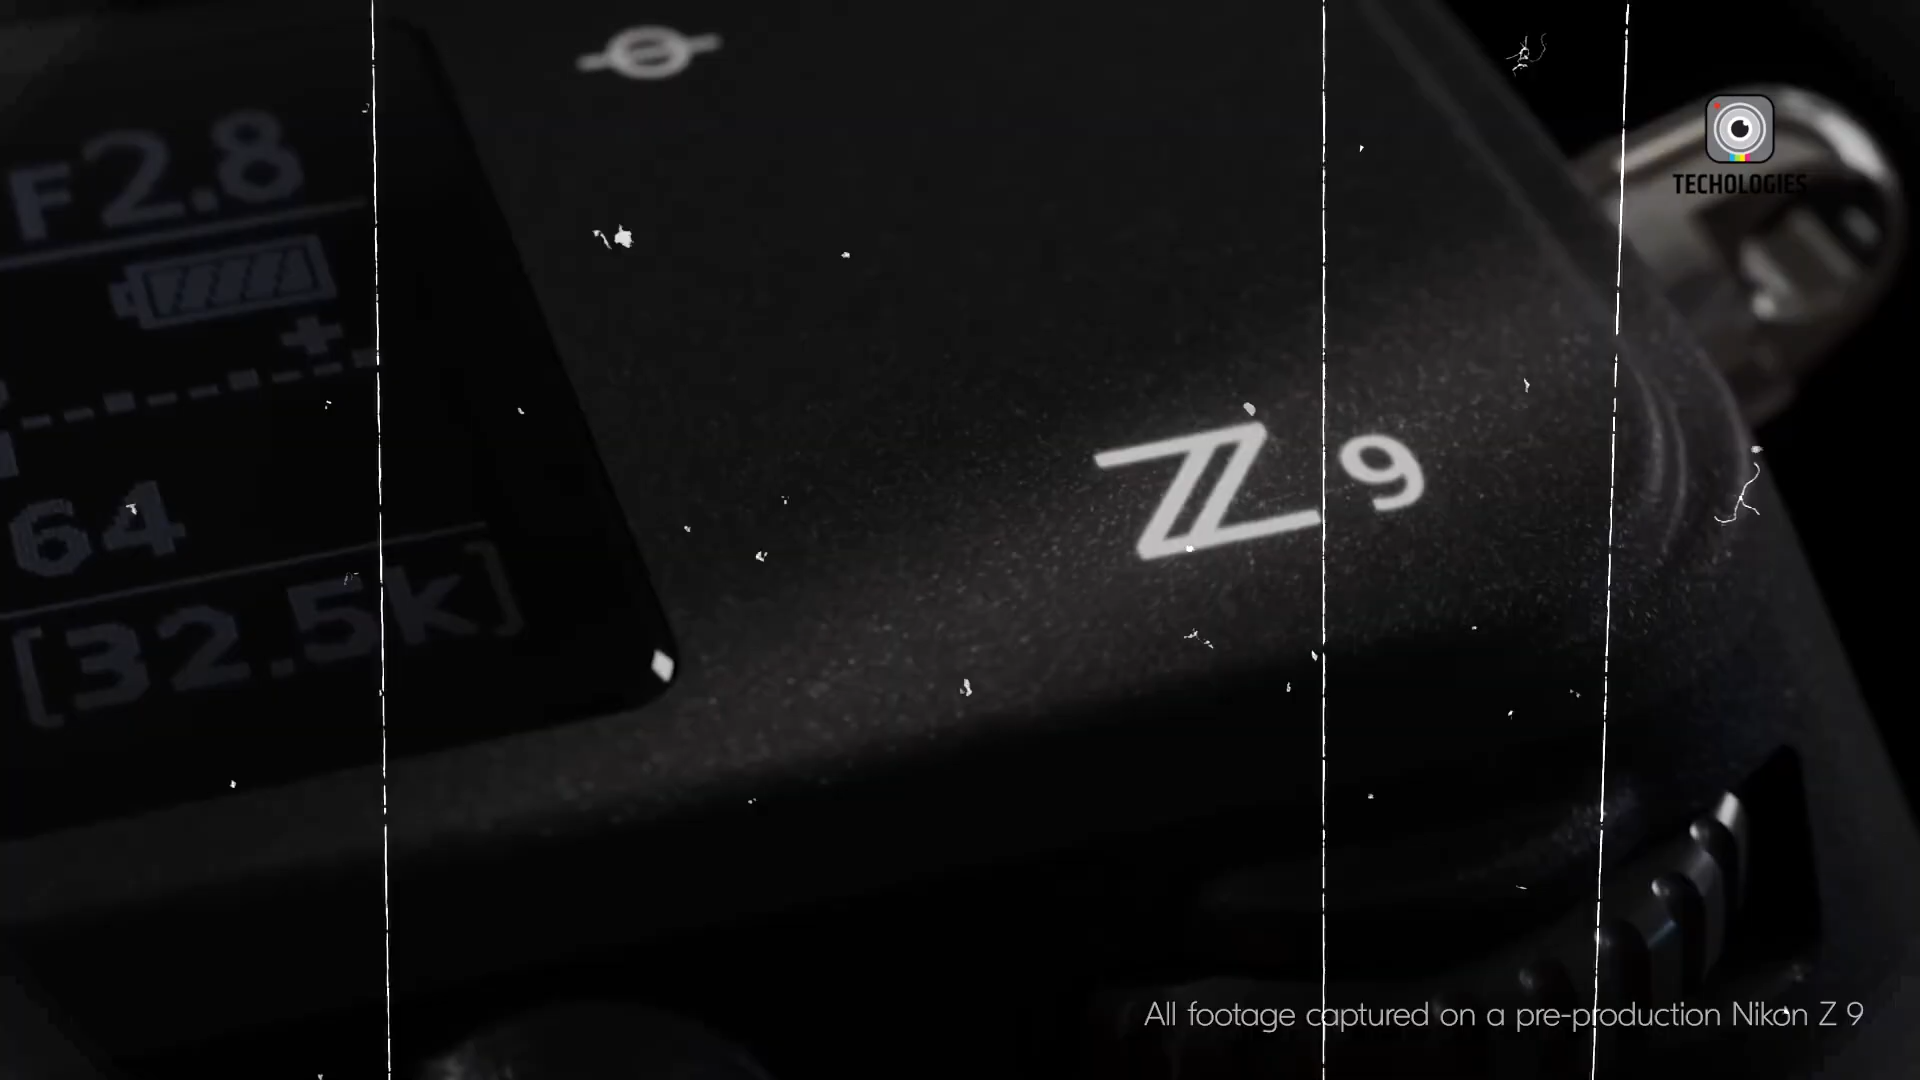 F2.8
64
[32.5k]
Z 9
TECHOLOGIES
All footage captured on a pre-production Nikon Z 9